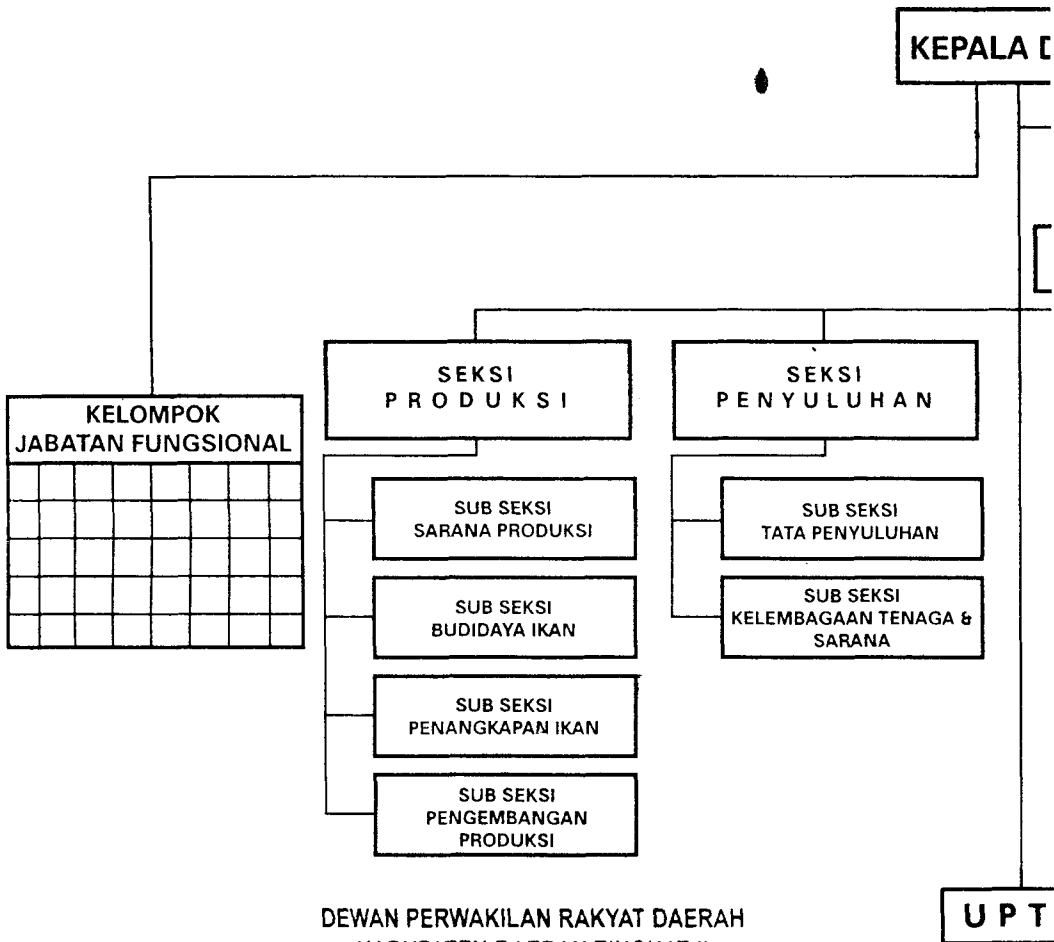 KEPALA D
SEKSI
PRODUKSI
SEKSI
PENYULUHAN
KELOMPOK
JABATAN FUNGSIONAL
SUB SEKSI
SARANA PRODUKSI
SUB SEKSI
TATA PENYULUHAN
SUB SEKSI
BUDIDAYA IKAN
SUB SEKSI
KELEMBAGAAN TENAGA &
SARANA
SUB SEKSI
PENANGKAPAN IKAN
SUB SEKSI
PENGEMBANGAN
PRODUKSI
DEWAN PERWAKILAN RAKYAT DAERAH
UPT